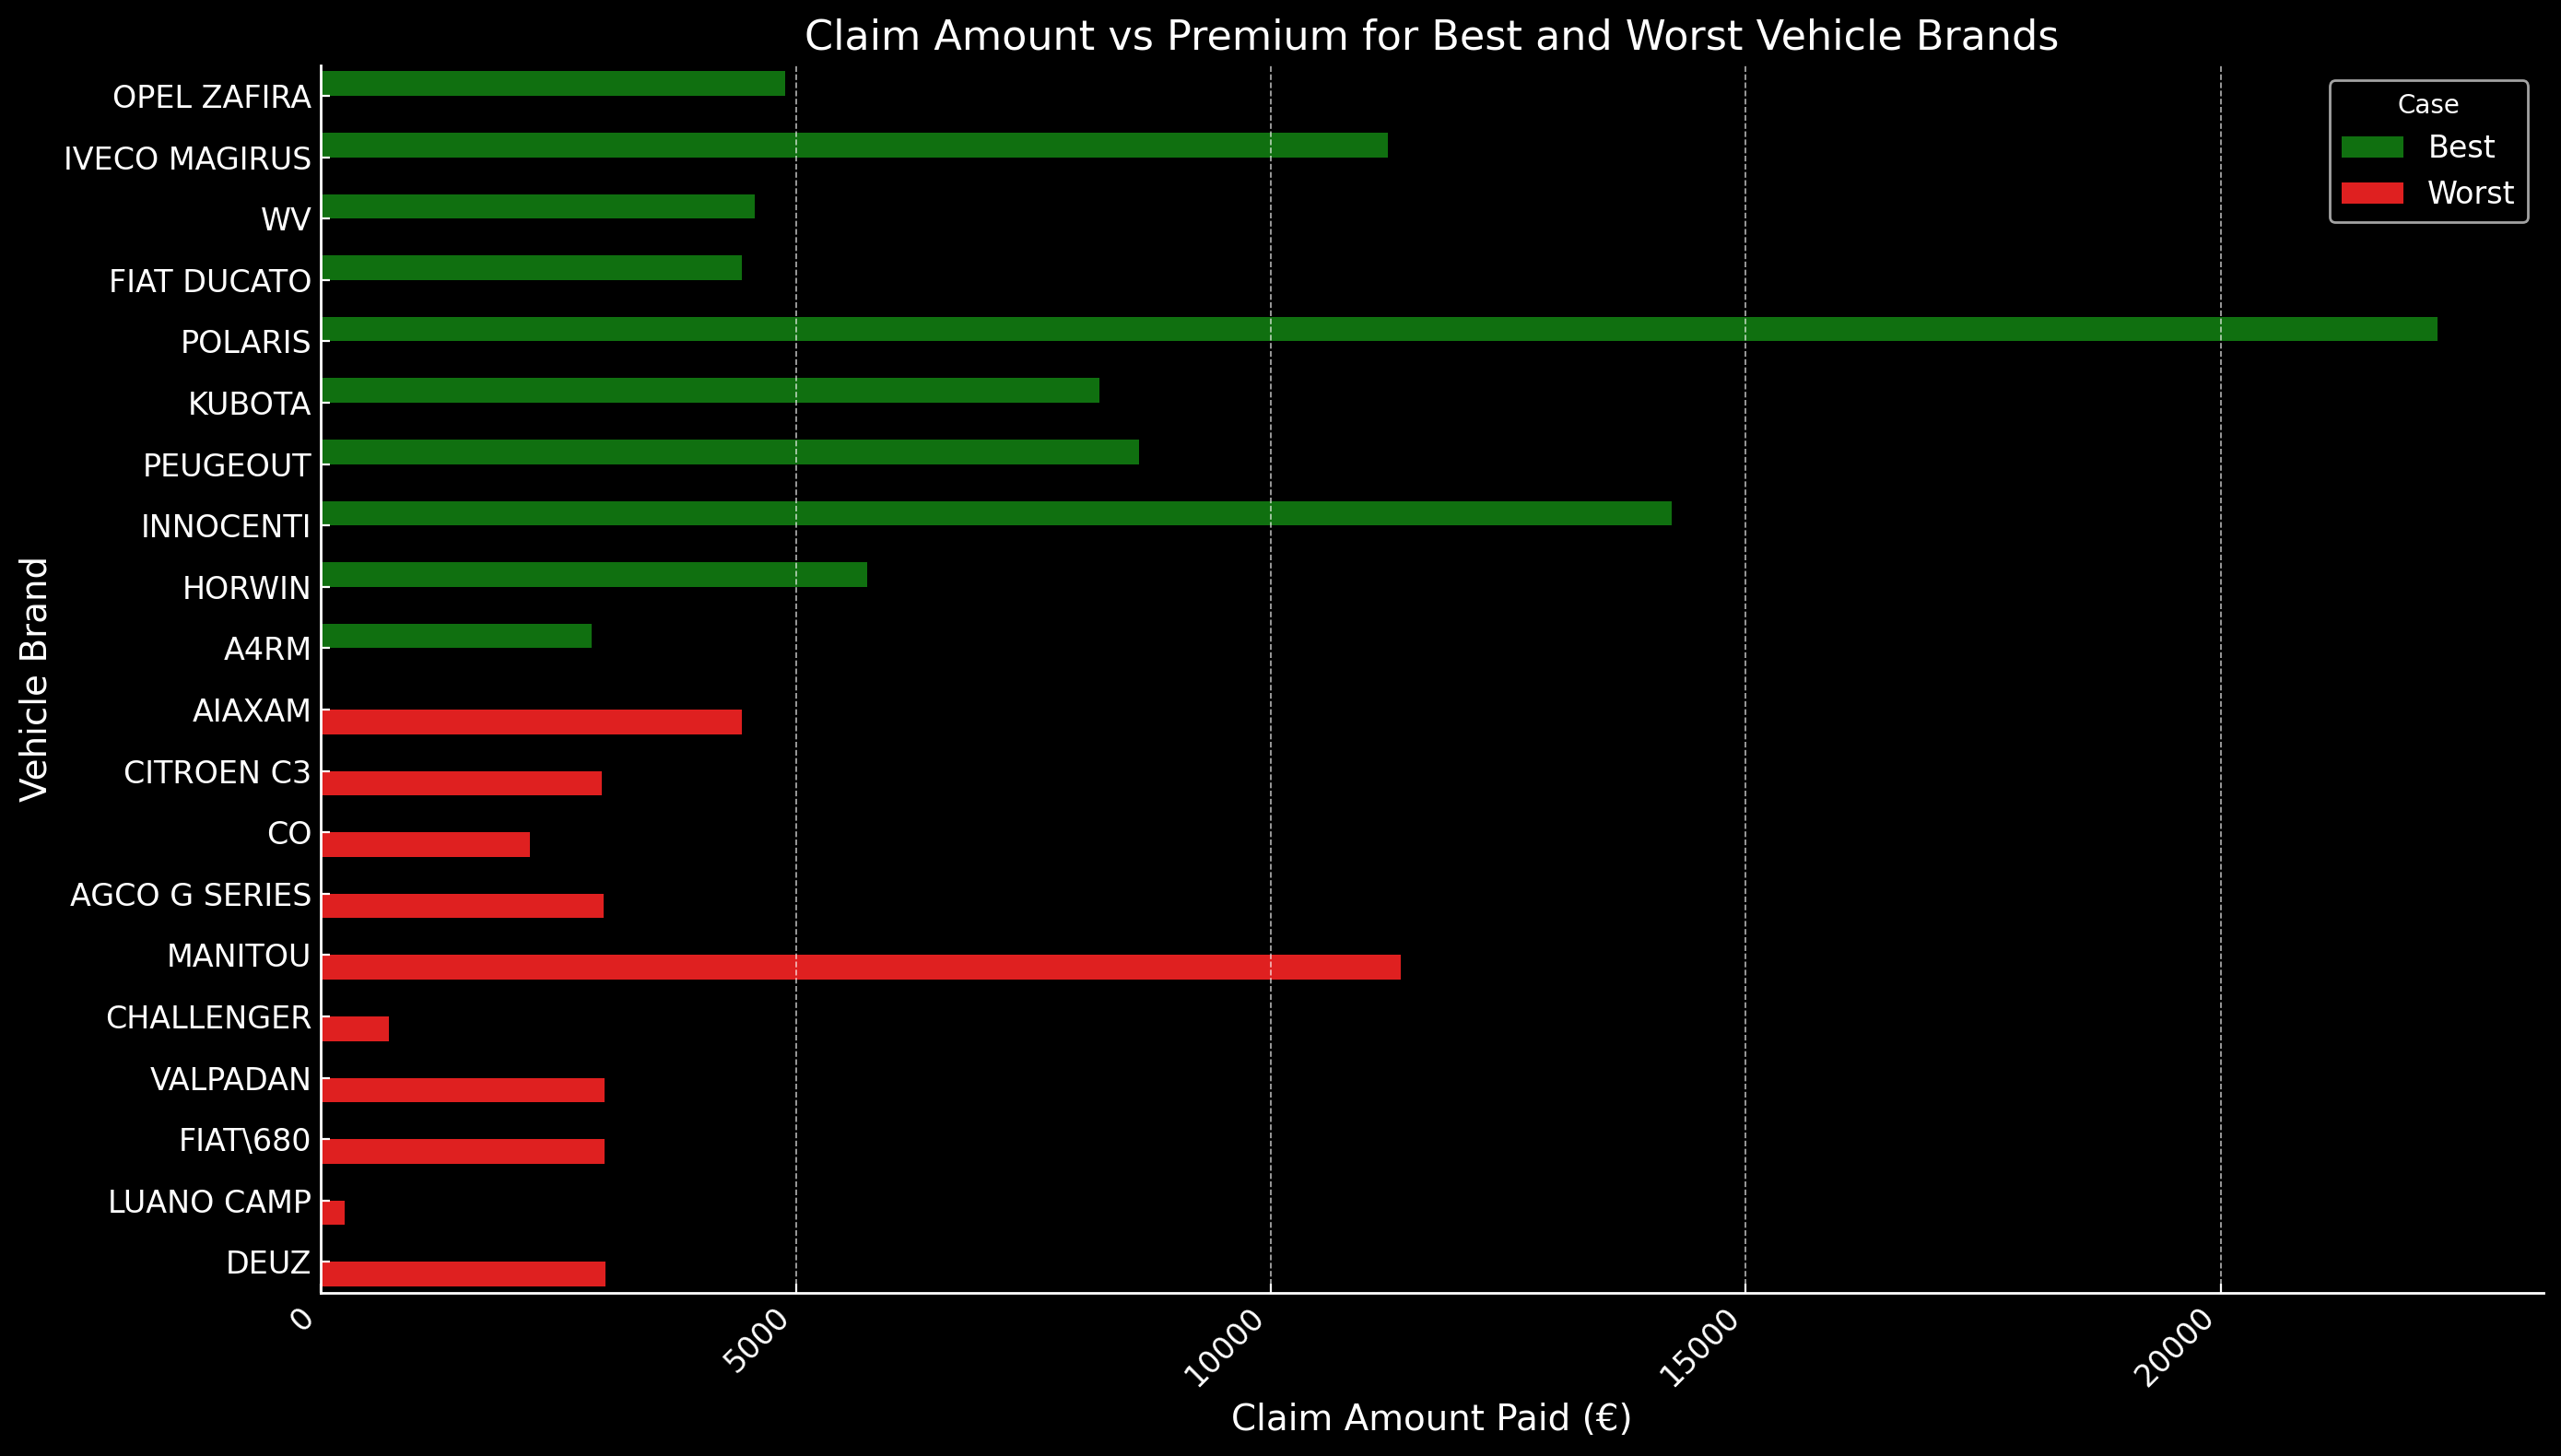 Claim Amount vs Premium for Best and Worst Vehicle Brands
OPEL ZAFIRA
IVECO MAGIRUS
WV
FIAT DUCATO
POLARIS
KUBOTA
PEUGEOUT
INNOCENTI
HORWIN
A4RM
AIAXAM
CITROEN C3
CO
AGCO G SERIES
MANITOU
CHALLENGER
VALPADAN
FIAT\680
LUANO CAMP
DEUZ
Vehicle Brand
Case
Best
Worst
0
5000
10000
15000
20000
Claim Amount Paid (€)